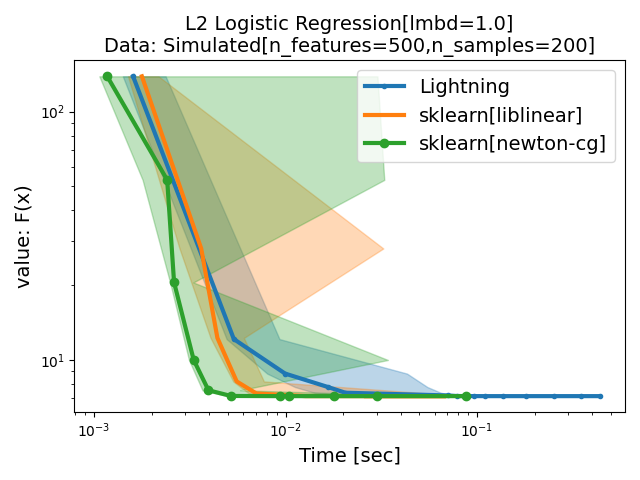 L2 Logistic Regression[lmbd=1.0]
Data: Simulated[n_features=500,n_samples=200]
Lightning
sklearn[liblinear]
sklearn[newton-cg]
value: F(x)
10²
10¹
10⁻³
10⁻²
10⁻¹
Time [sec]